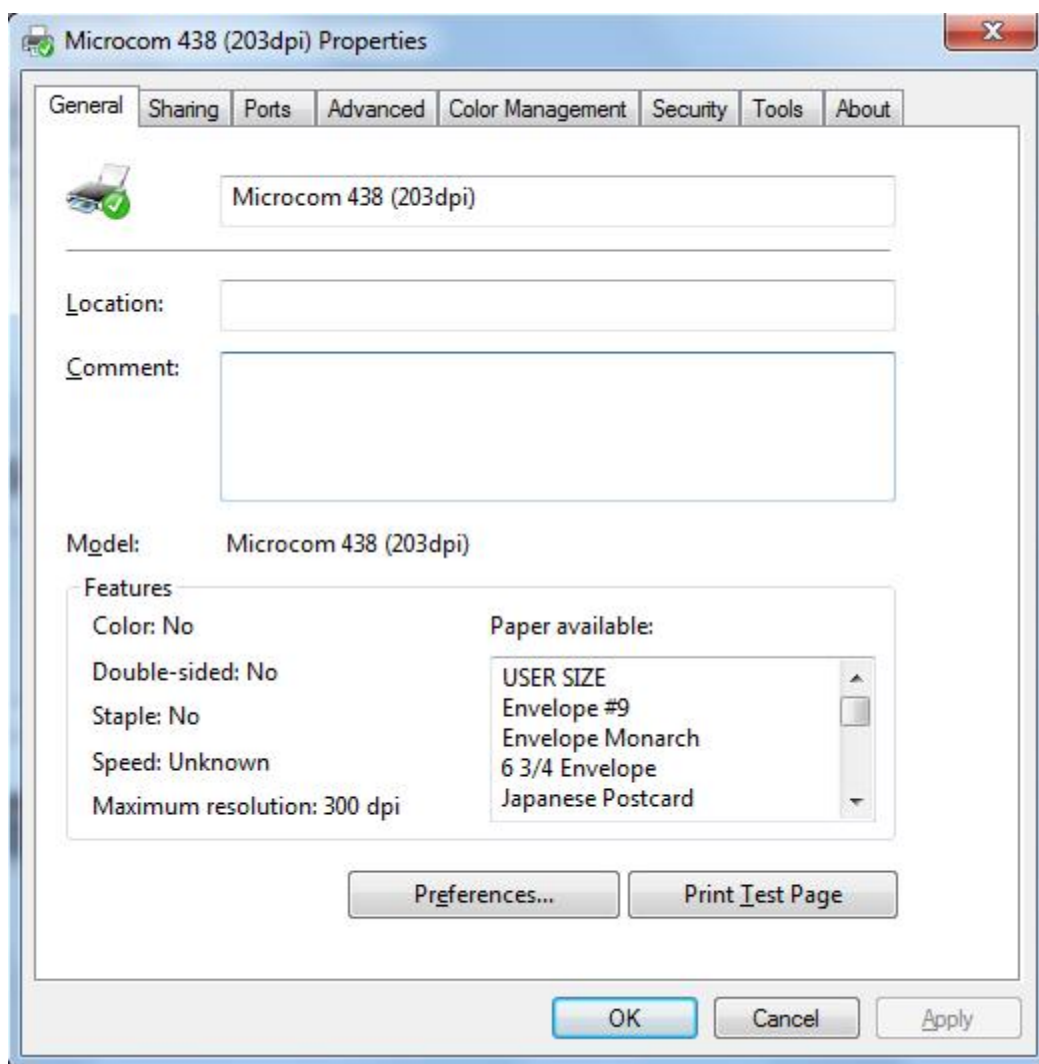 Microcom 438 (203dpi) Properties
X
General Sharing Ports Advanced Color Management Security Tools About
Microcom 438 (203dpi)
Location:
Comment:
Model: Microcom 438 (203dpi)
Features
Color: No
Double-sided: No
Staple: No
Speed: Unknown
Maximum resolution: 300 dpi
Paper available:
USER SIZE
Envelope #9
Envelope Monarch
6 3/4 Envelope
Japanese Postcard
Preferences... Print Test Page
OK Cancel Apply